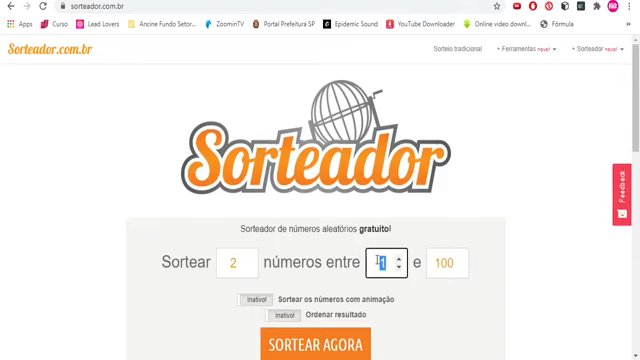 sorteador.com.br
Apps Curso Lead Lovers Ancine Fundo Setor... ZoominTV Portal Prefeitura SP Epidemic Sound YouTube Downloader Online video downl... Fórmula
Sorteador.com.br Sorteio tradicional + Ferramentas novo! + Sorteador novo!
Sorteador
Feedback
Sorteador de números aleatórios gratuito!
Sortear 2 números entre 1 e 100
Inativo! Sortear os números com animação
Inativo! Ordenar resultado
SORTEAR AGORA